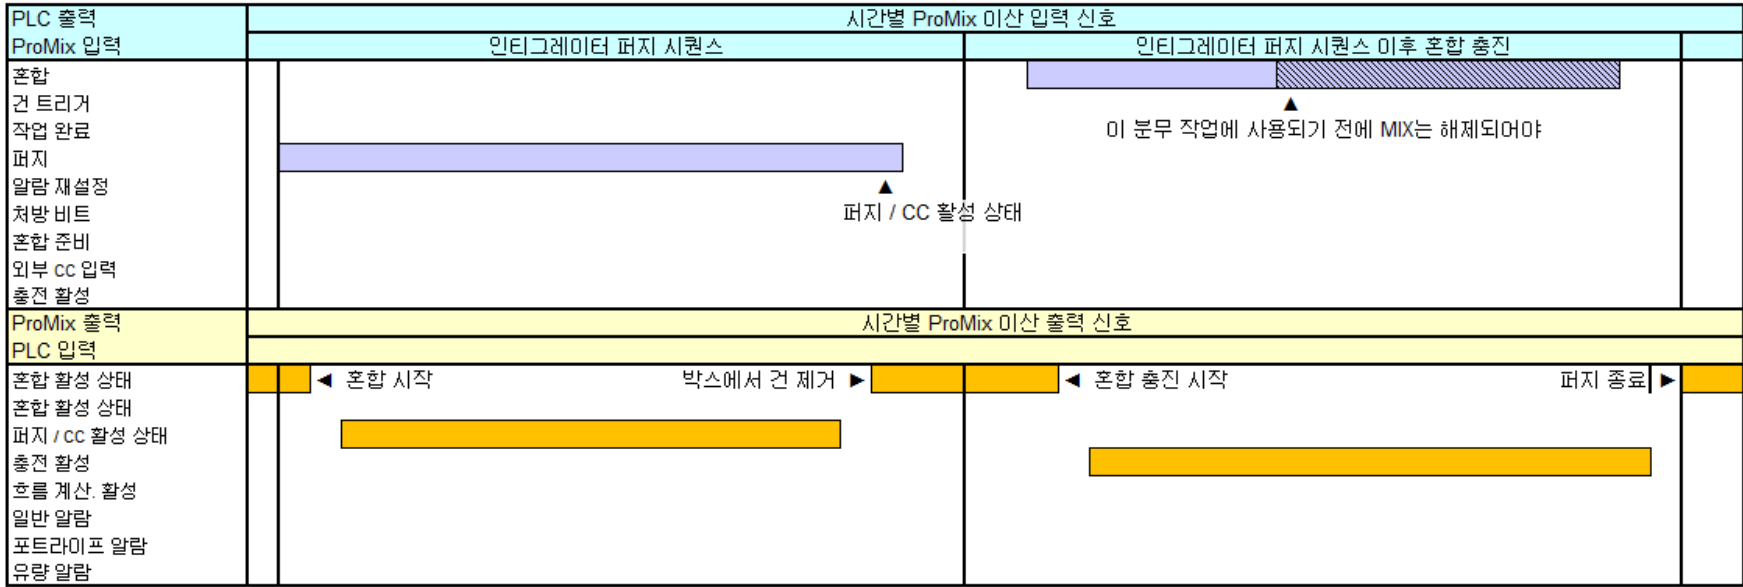 PLC 출력
시간별 ProMix 이산 입력 신호
ProMix 입력
인티그레이터 퍼지 시퀀스
인티그레이터 퍼지 시퀀스 이후 혼합 충진
혼합
건 트리거
작업 완료
이 분무 작업에 사용되기 전에 MIX는 해제되어야
퍼지
알람 재설정
처방 비트
퍼지 / CC 활성 상태
혼합 준비
외부 CC 입력
충전 활성
ProMix 출력
시간별 ProMix 이산 출력 신호
PLC 입력
혼합 활성 상태
◄ 혼합 시작
박스에서 건 제거 ►
◄ 혼합 충진 시작
퍼지 종료 ►
혼합 활성 상태
퍼지 / CC 활성 상태
충전 활성
흐름 계산. 활성
일반 알람
포트라이프 알람
유량 알람